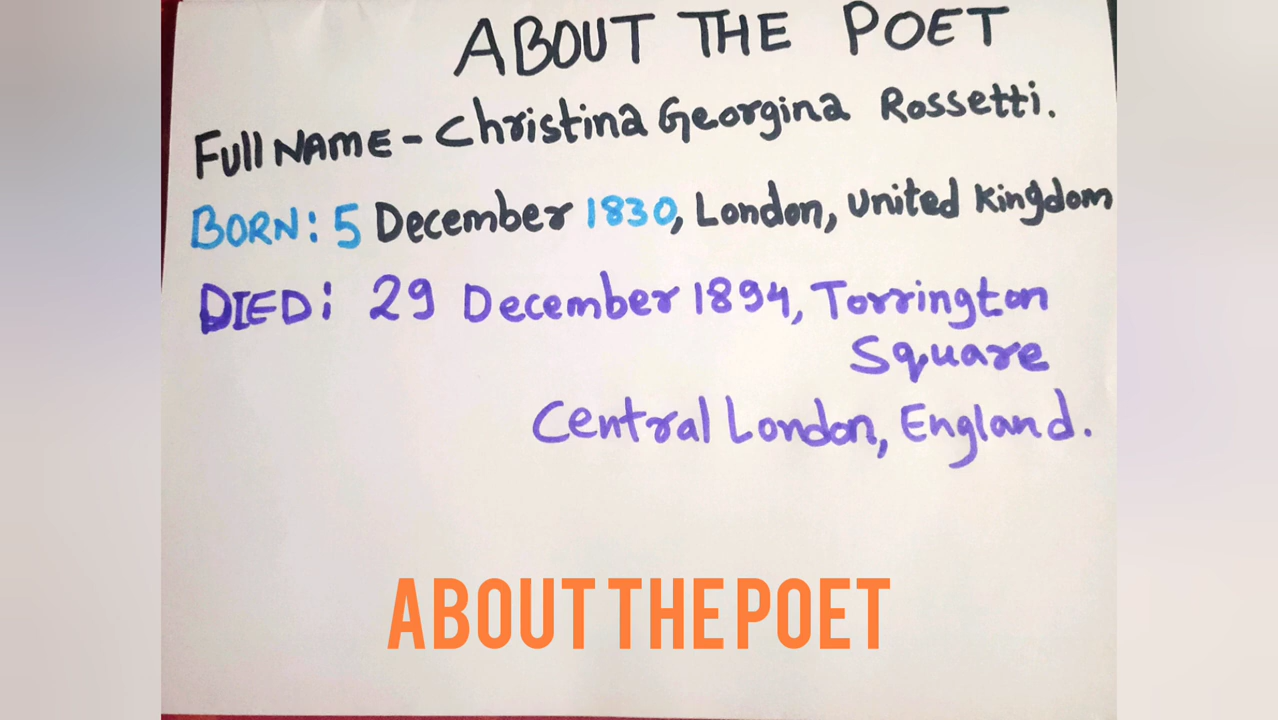 ABOUT THE POET
Full NAME - Christina Georgina Rossetti.
BORN: 5 December 1830, London, United Kingdom
DIED: 29 December 1894, Torrington
Square
Central London, England.
ABOUT THE POET